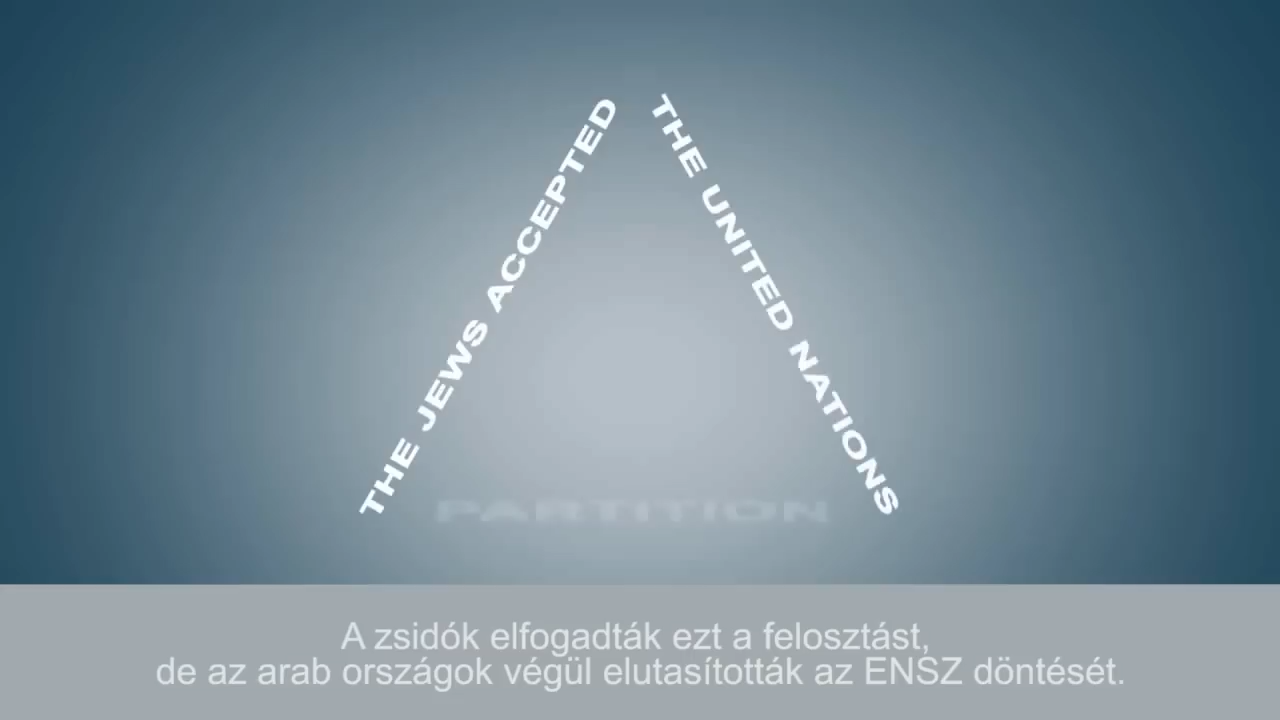 THE JEWS ACCEPTED
THE UNITED NATIONS
PARTITION
A zsidók elfogadták ezt a felosztást,
de az arab országok végül elutasították az ENSZ döntését.